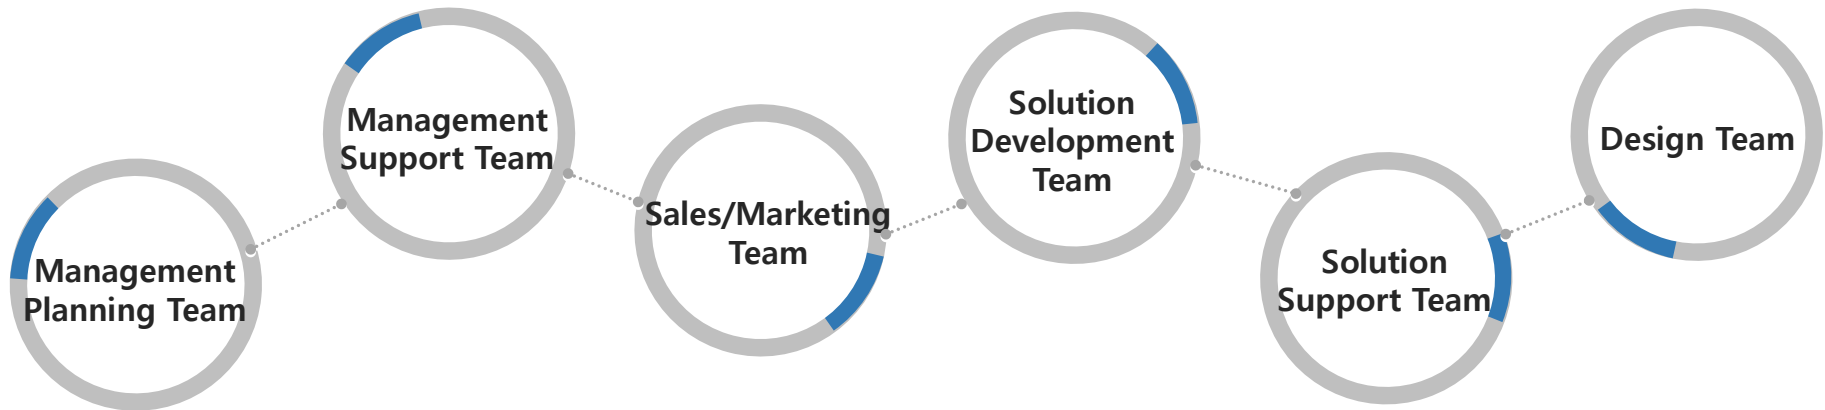 Management
Planning Team
Management
Support Team
Sales/Marketing
Team
Solution
Development
Team
Solution
Support Team
Design Team